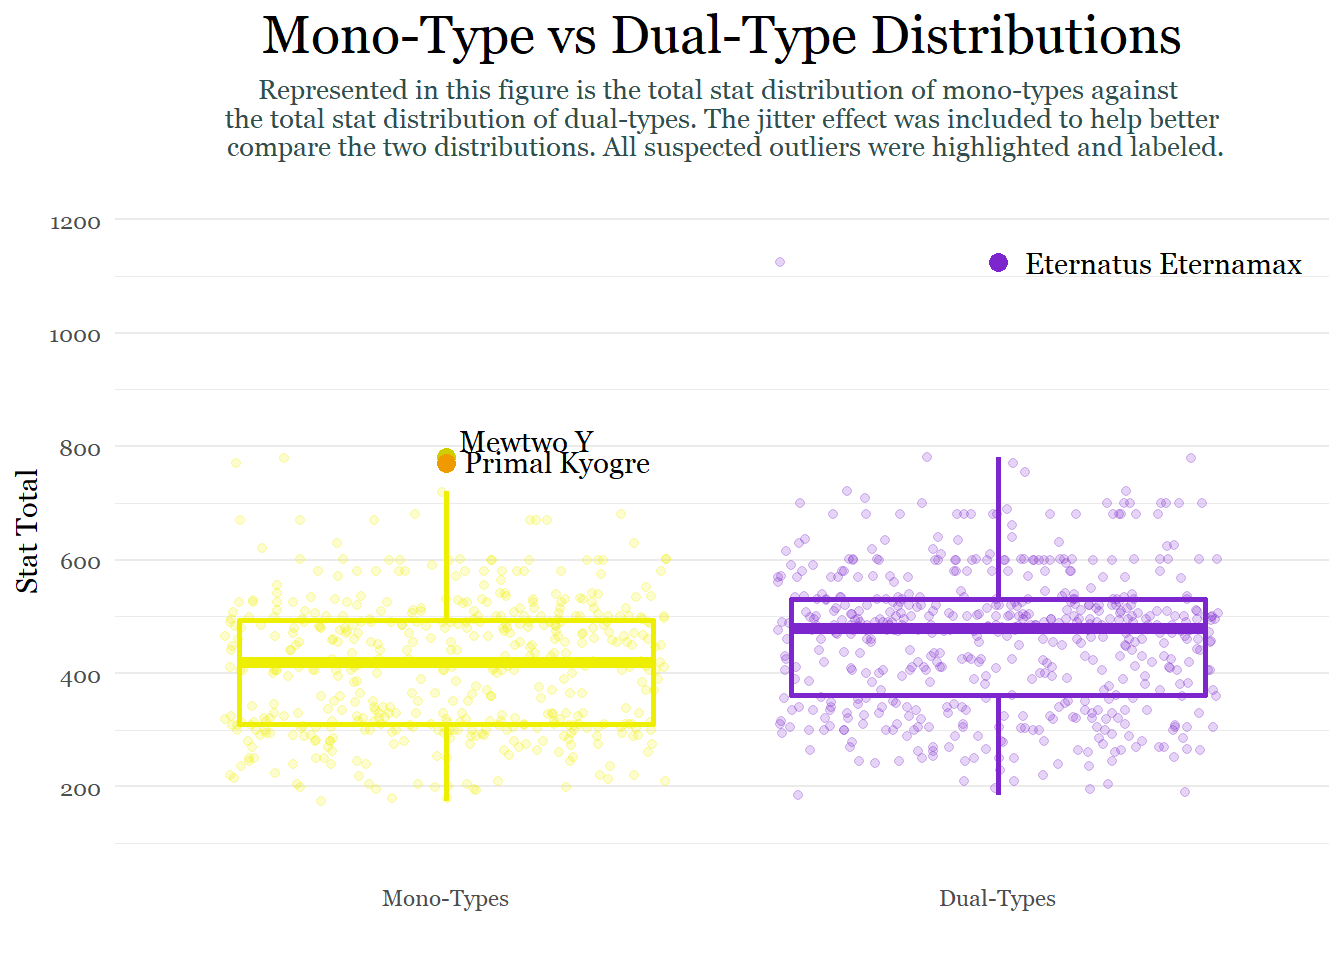 Mono-Type vs Dual-Type Distributions
Represented in this figure is the total stat distribution of mono-types against
the total stat distribution of dual-types. The jitter effect was included to help better
compare the two distributions. All suspected outliers were highlighted and labeled.
1200
Eternatus Eternamax
1000
800
Mewtwo Y
Primal Kyogre
Stat Total
600
400
200
Mono-Types
Dual-Types